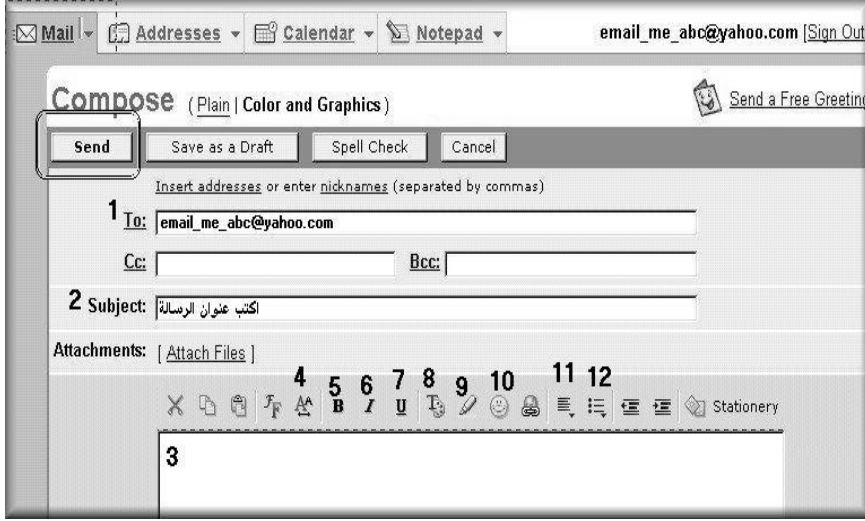 Mail Addresses Calendar Notepad email_me_abc@yahoo.com [Sign Out
Compose (Plain | Color and Graphics) Send a Free Greeting
Send Save as a Draft Spell Check Cancel
Insert addresses or enter nicknames (separated by commas)
1 To: email_me_abc@yahoo.com
Cc: Bcc:
2 Subject: اكتب عنوان الرسالة
Attachments: [ Attach Files ]
4 5 6 7 8 9 10 11 12
B I U Stationery
3